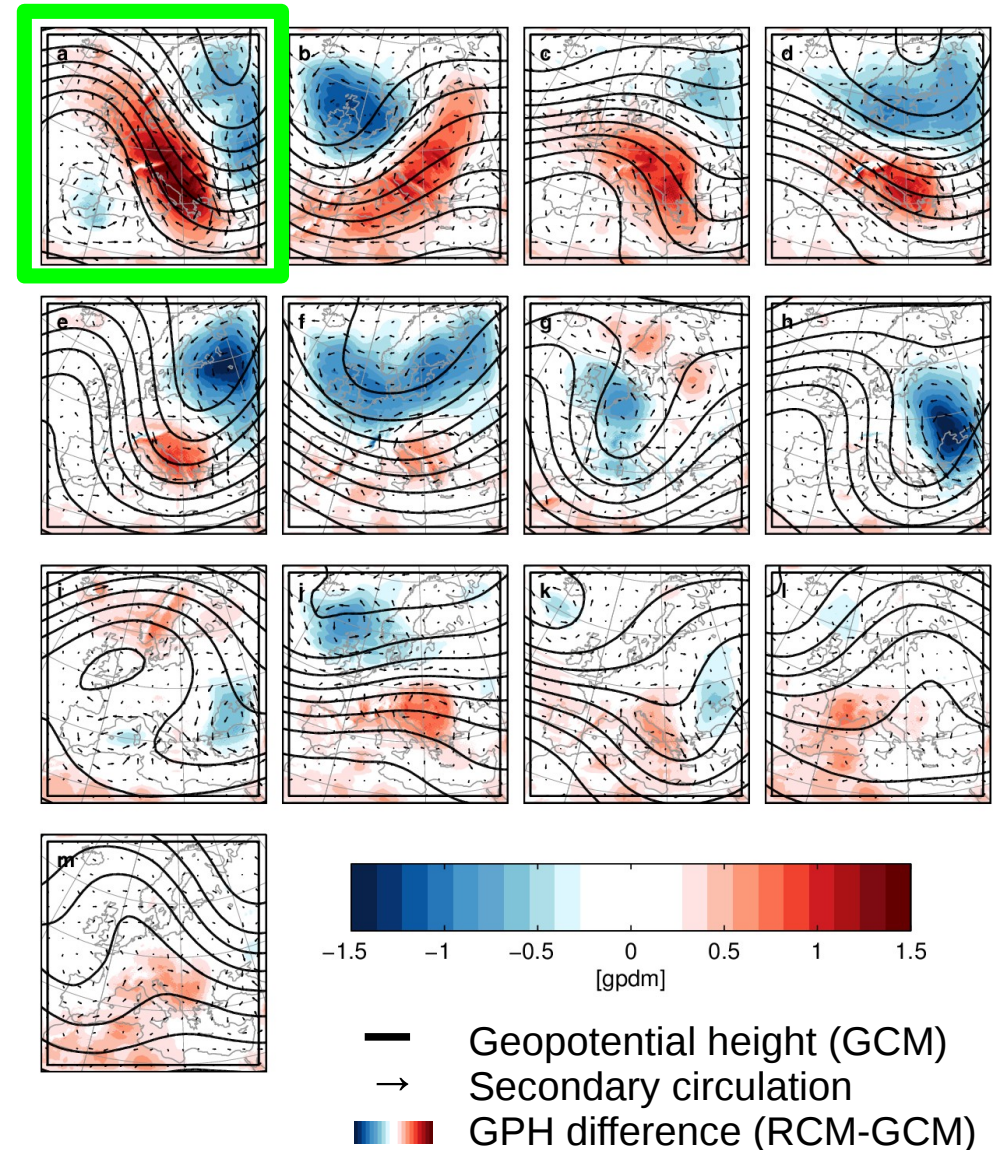 a b c d
e f g h
i j k l
m
−1.5 −1 −0.5 0 0.5 1 1.5
[gpdm]
Geopotential height (GCM)
→ Secondary circulation
GPH difference (RCM-GCM)